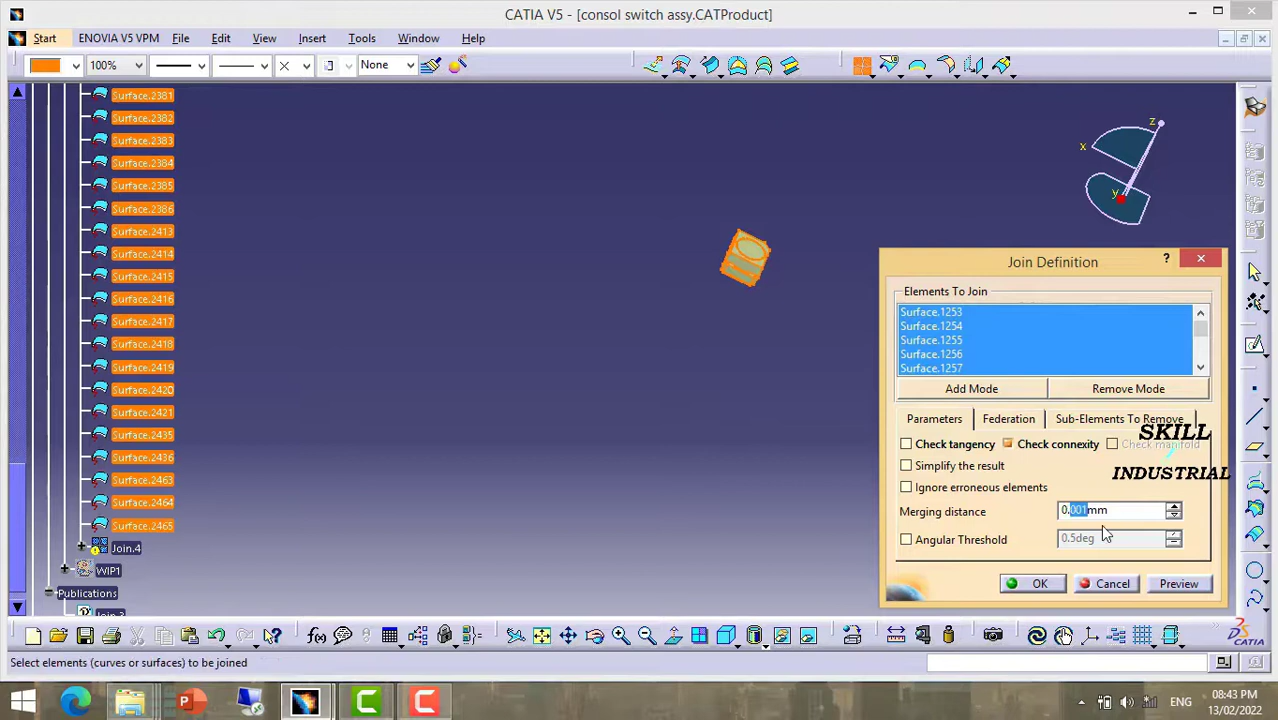 CATIA V5 - [consol switch assy.CATProduct]
Start ENOVIA V5 VPM File Edit View Insert Tools Window Help
100% None
Surface.2381
Surface.2382
Surface.2383
Surface.2384
Surface.2385
Surface.2386
Surface.2413
Surface.2414
Surface.2415
Surface.2416
Surface.2417
Surface.2418
Surface.2419
Surface.2420
Surface.2421
Surface.2435
Surface.2436
Surface.2463
Surface.2464
Surface.2465
Join.4
WIP1
Publications
z
x
y
Join Definition ?
Elements To Join
Surface.1253
Surface.1254
Surface.1255
Surface.1256
Surface.1257
Add Mode Remove Mode
Parameters Federation Sub-Elements To Remove
Check tangency Check connexity Check manifold
Simplify the result
Ignore erroneous elements
Merging distance 0.001mm
Angular Threshold 0.5deg
OK Cancel Preview
SKILL
INDUSTRIAL
Select elements (curves or surfaces) to be joined
ENG 08:43 PM
13/02/2022